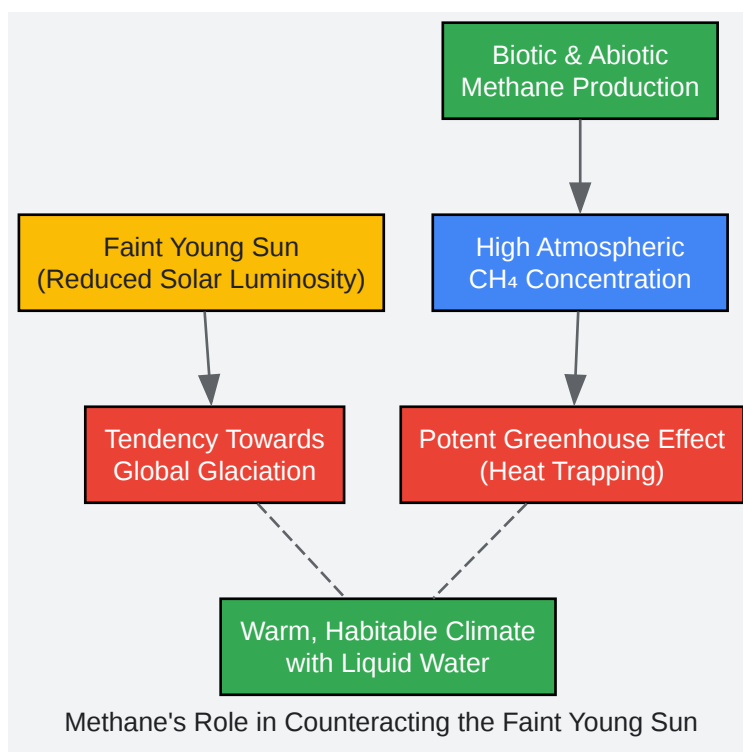 Biotic & Abiotic
Methane Production
Faint Young Sun
(Reduced Solar Luminosity)
High Atmospheric
CH₄ Concentration
Tendency Towards
Global Glaciation
Potent Greenhouse Effect
(Heat Trapping)
Warm, Habitable Climate
with Liquid Water
Methane's Role in Counteracting the Faint Young Sun